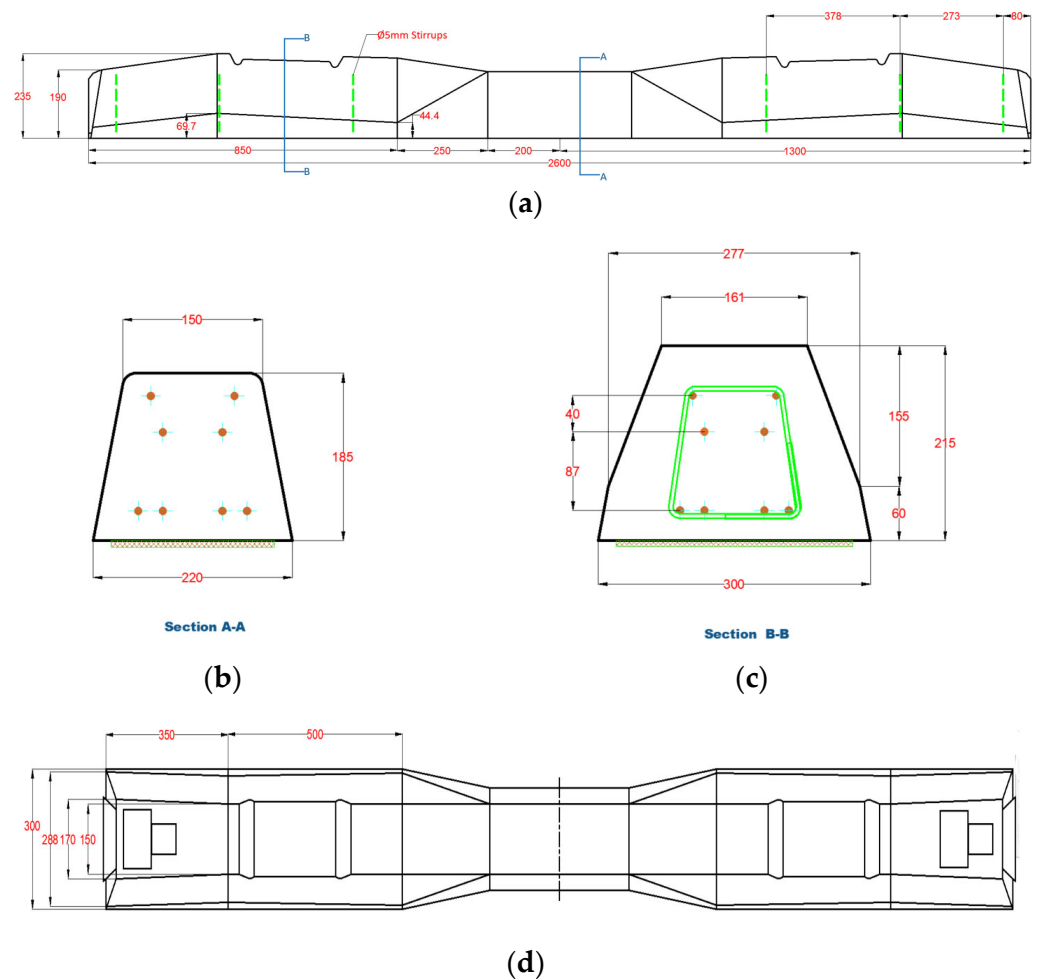 B
Ø5mm Stirrups
378
273
80
A
235
190
69.7
44.4
850
250
200
1300
B
2600
A
(a)
150
185
220
Section A-A
(b)
277
161
40
155
215
87
60
300
Section B-B
(c)
350
500
300
288
170
150
(d)